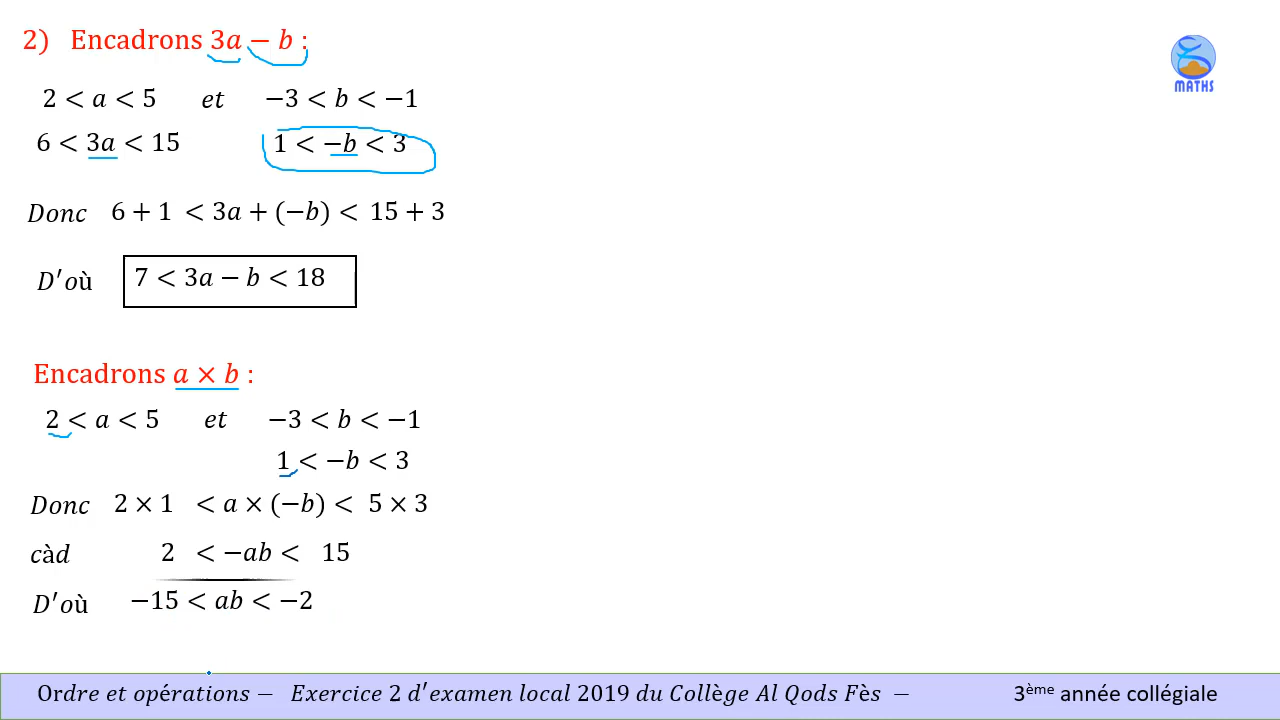 2) Encadrons 3a − b :
MATHS
2 < a < 5 et −3 < b < −1
6 < 3a < 15 1 < −b < 3
Donc 6 + 1 < 3a + (−b) < 15 + 3
D'où 7 < 3a − b < 18
Encadrons a × b :
2 < a < 5 et −3 < b < −1
1 < −b < 3
Donc 2 × 1 < a × (−b) < 5 × 3
càd 2 < −ab < 15
D'où −15 < ab < −2
Ordre et opérations − Exercice 2 d'examen local 2019 du Collège Al Qods Fès − 3ème année collégiale